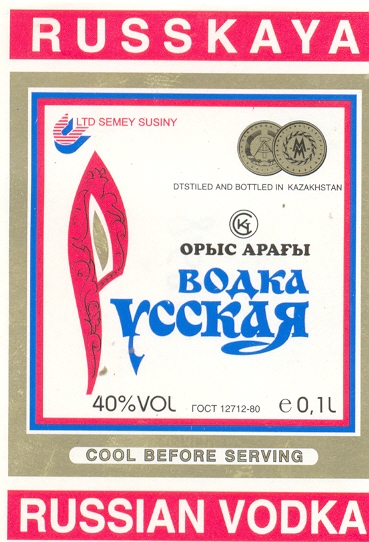 RUSSKAYA
LTD SEMEY SUSINY
DTSTILED AND BOTTLED IN KAZAKHSTAN
ОРЫС АРАҒЫ
ВОДКА
РУССКАЯ
40%VOL ГОСТ 12712-80 e 0,1L
COOL BEFORE SERVING
RUSSIAN VODKA